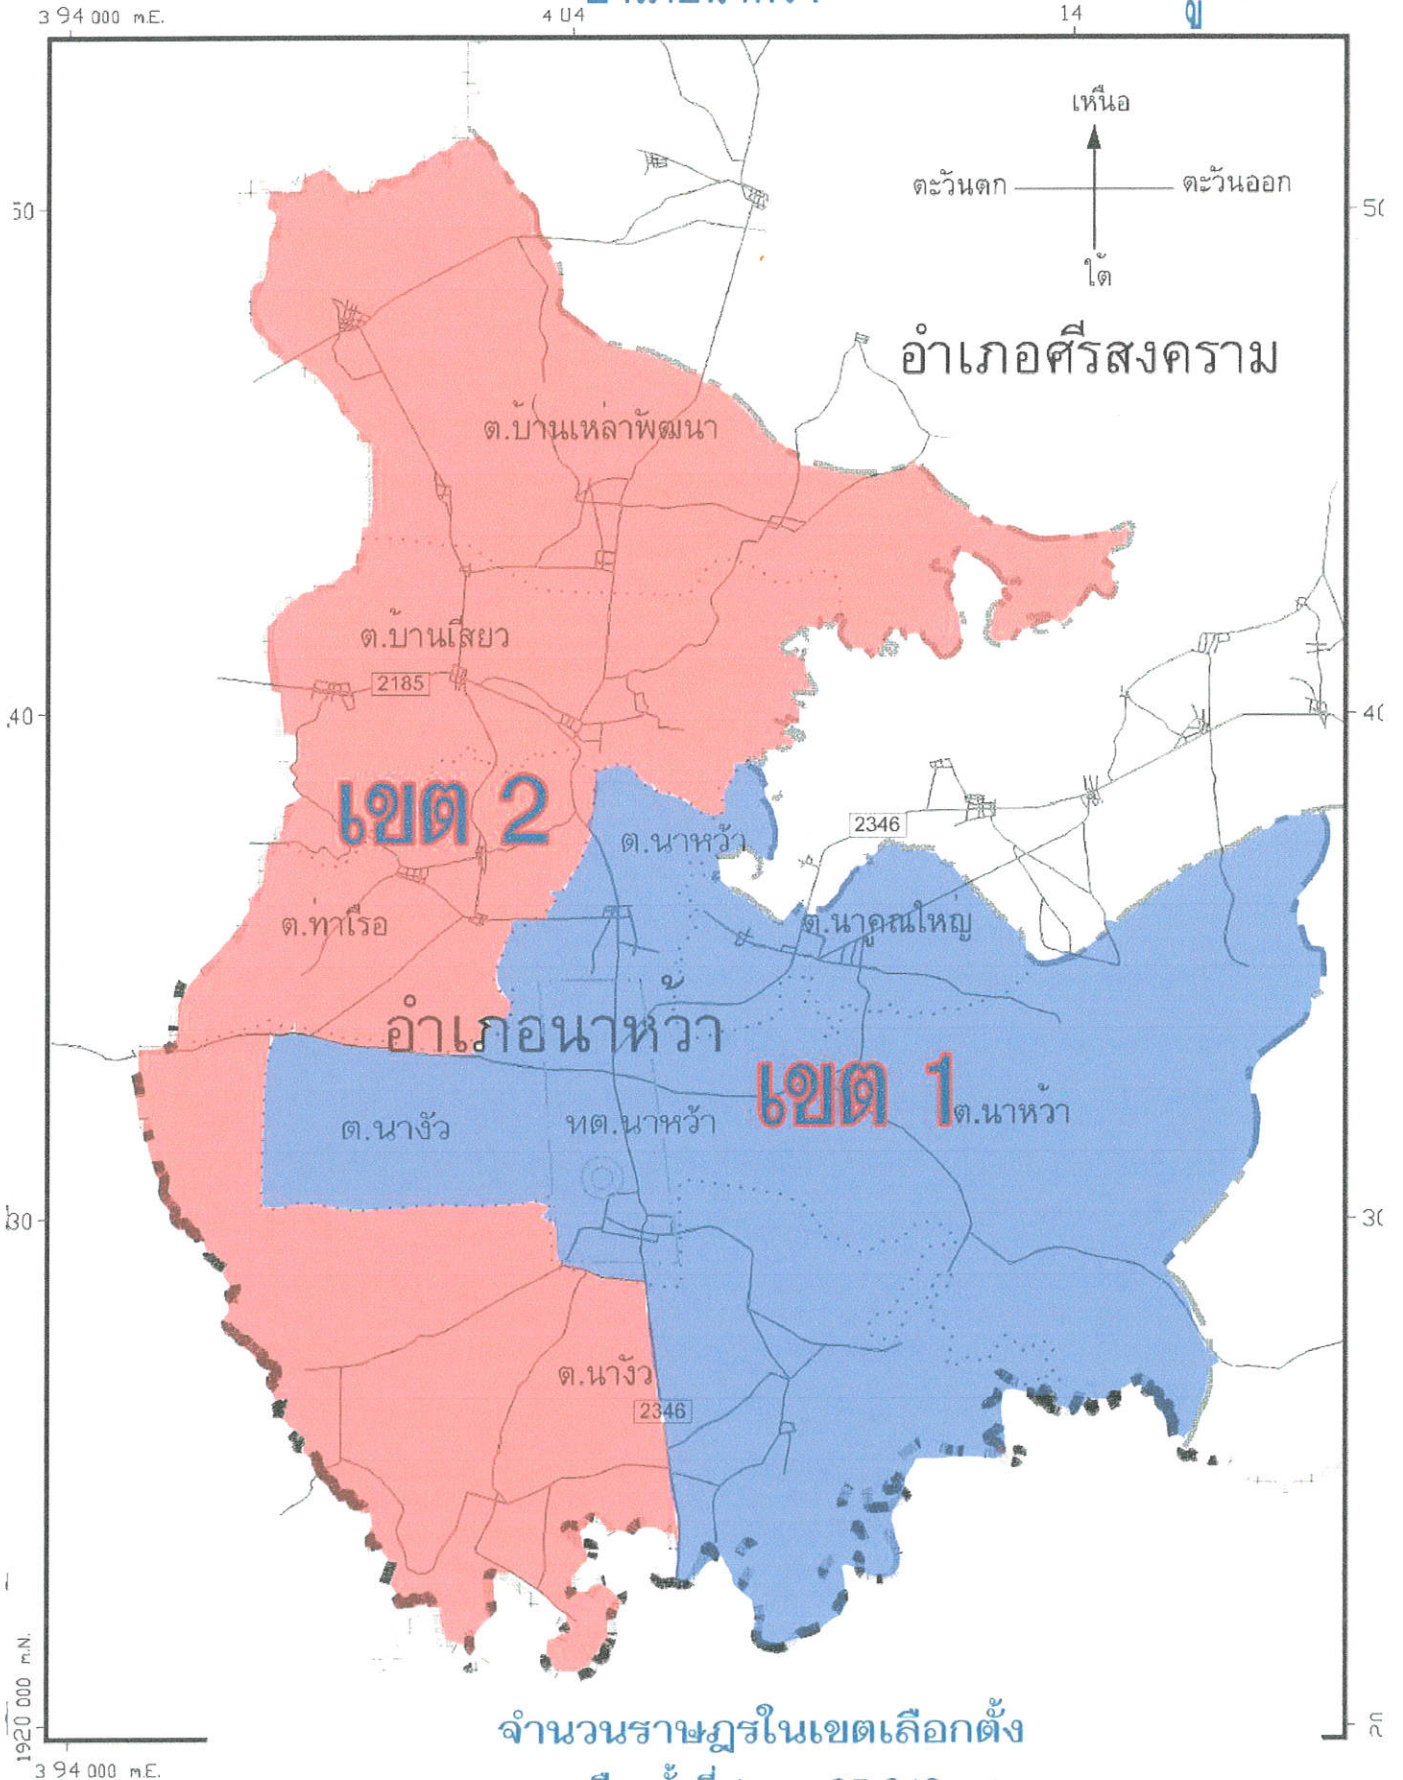 3 94 000 m.E.
4 04
14
เหนือ
ตะวันตก
ตะวันออก
ใต้
50
อำเภอศรีสงคราม
ต.บ้านเหล่าพัฒนา
ต.บ้านเสียว
2185
40
40
เขต 2
2346
ต.นาหว้า
ต.ท่าเรือ
ต.นาคูณใหญ่
อำเภอนาหว้า
เขต 1
ต.นางัว
ทต.นาหว้า
ต.นาหว้า
30
30
ต.นางัว
2346
1920 000 m.N.
จำนวนราษฎรในเขตเลือกตั้ง
3 94 000 m.E.